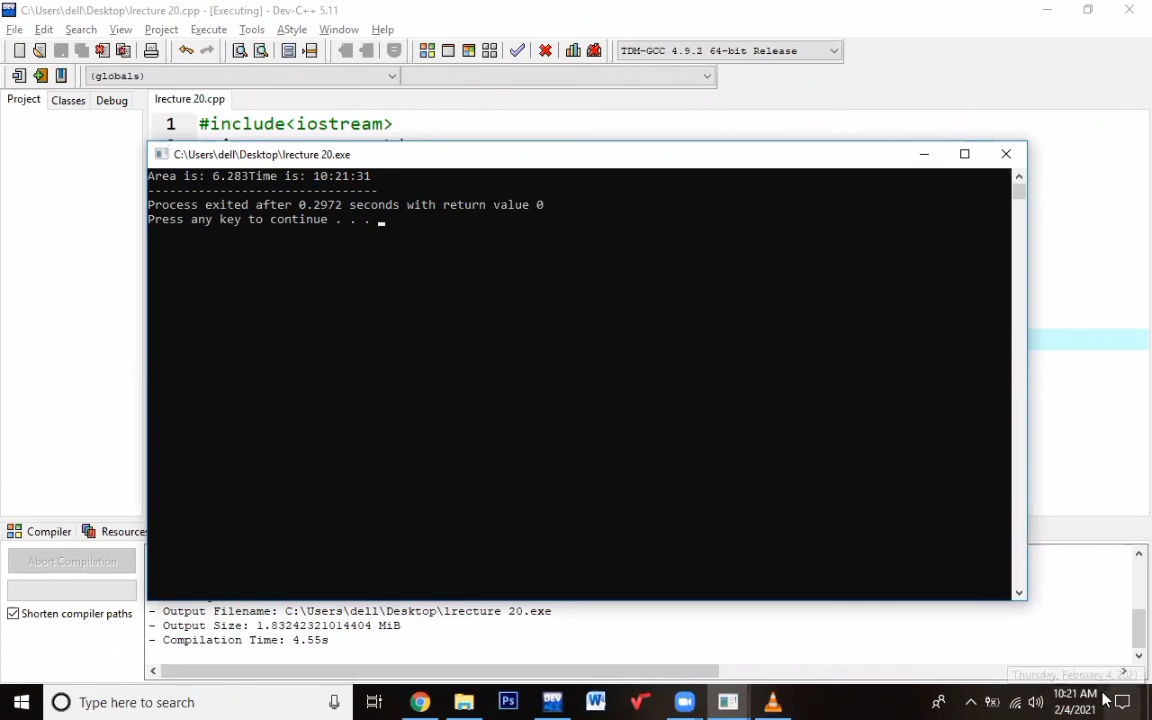 C:\Users\dell\Desktop\lrecture 20.cpp - [Executing] - Dev-C++ 5.11
File Edit Search View Project Execute Tools AStyle Window Help
TDM-GCC 4.9.2 64-bit Release
(globals)
Project Classes Debug lrecture 20.cpp
1 #include<iostream>
C:\Users\dell\Desktop\lrecture 20.exe
Area is: 6.283Time is: 10:21:31
--------------------------------
Process exited after 0.2972 seconds with return value 0
Press any key to continue . . .
Compiler Resources
Abort Compilation
Shorten compiler paths
- Output Filename: C:\Users\dell\Desktop\lrecture 20.exe
- Output Size: 1.83242321014404 MiB
- Compilation Time: 4.55s
Thursday, February 4, 2021
Type here to search
10:21 AM
2/4/2021